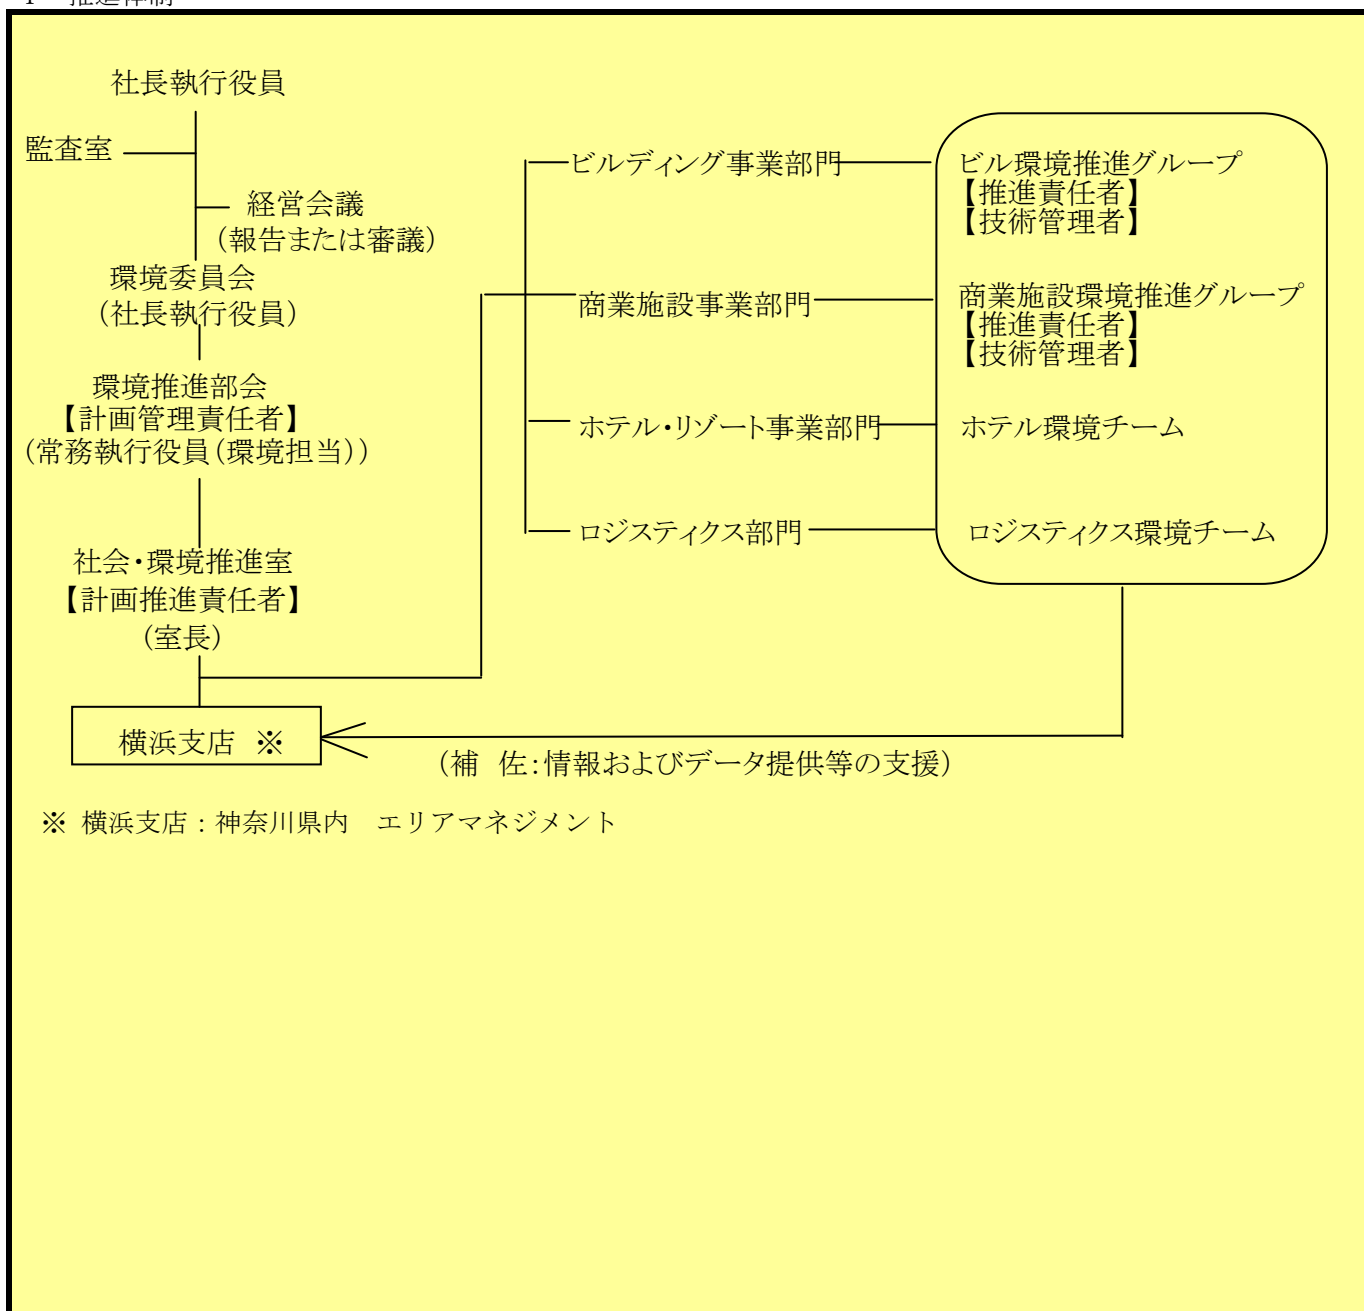 社長執行役員
監査室
経営会議
(報告または審議)
環境委員会
(社長執行役員)
環境推進部会
【計画管理責任者】
(常務執行役員(環境担当))
社会・環境推進室
【計画推進責任者】
(室長)
横浜支店 ※
ビルディング事業部門
商業施設事業部門
ホテル・リゾート事業部門
ロジスティクス部門
ビル環境推進グループ
【推進責任者】
【技術管理者】
商業施設環境推進グループ
【推進責任者】
【技術管理者】
ホテル環境チーム
ロジスティクス環境チーム
(補 佐:情報およびデータ提供等の支援)
※ 横浜支店:神奈川県内 エリアマネジメント